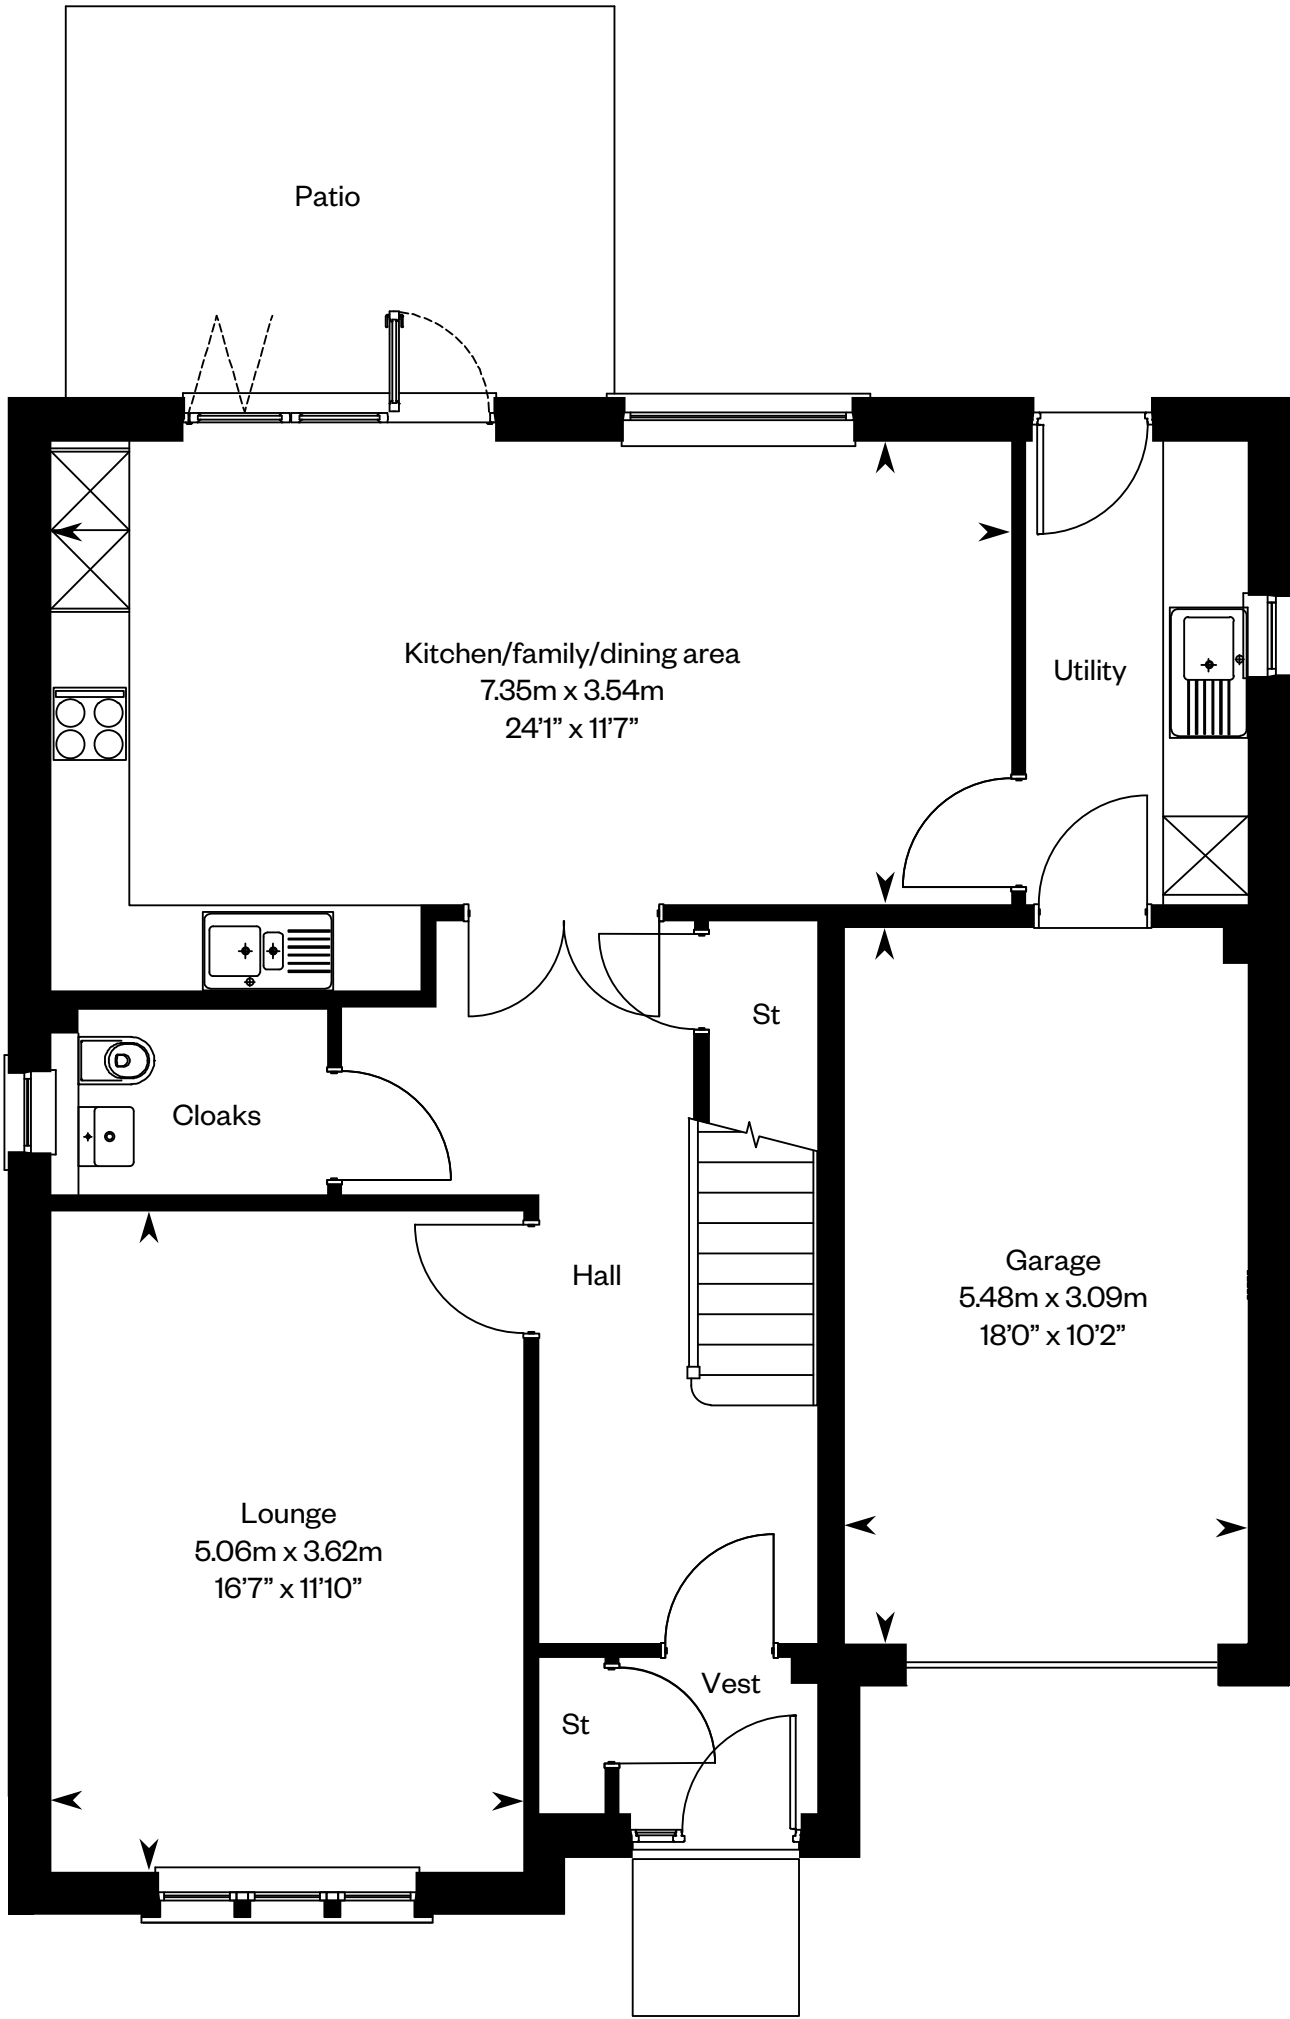 Patio
Kitchen/family/dining area
7.35m x 3.54m
24’1” x 11’7”
Utility
St
Cloaks
Hall
Garage
5.48m x 3.09m
18’0” x 10’2”
Lounge
5.06m x 3.62m
16’7” x 11’10”
Vest
St